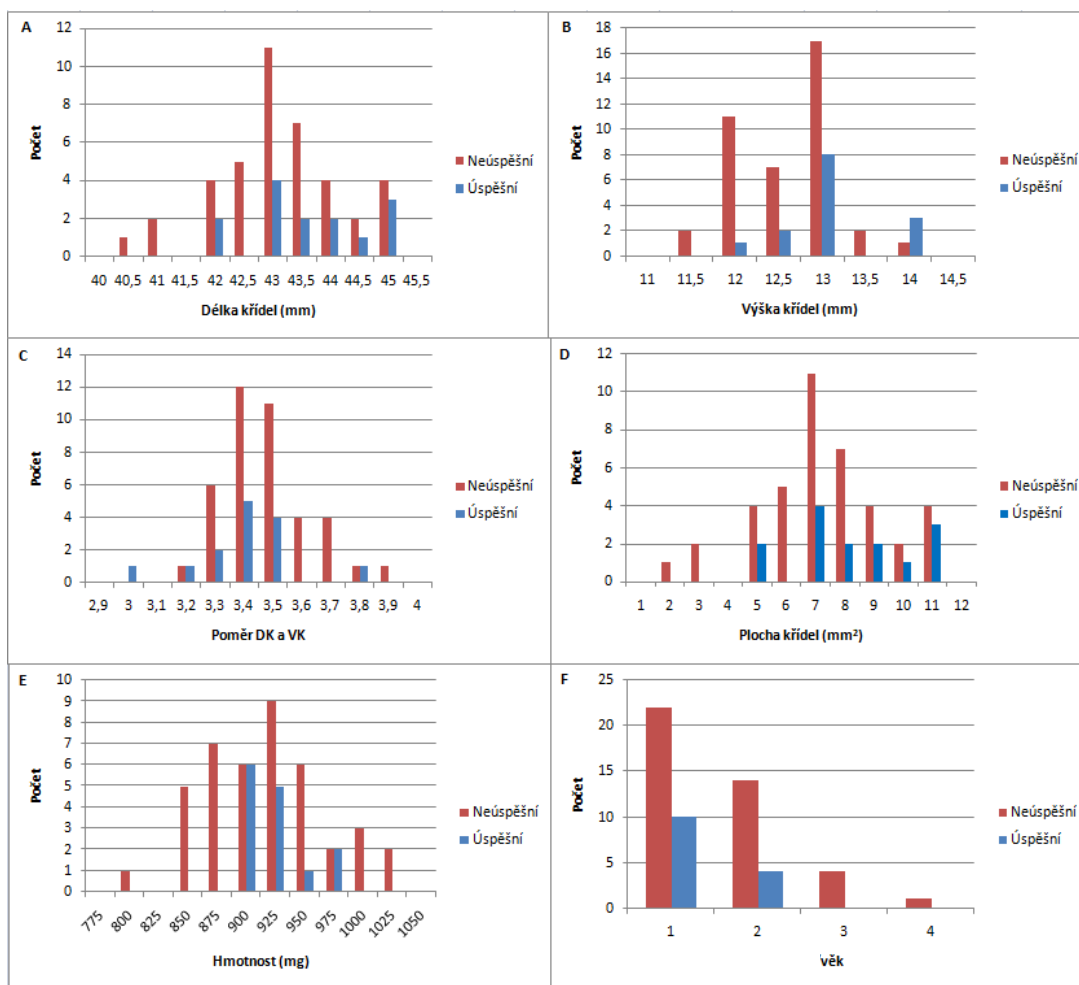 A
12
10
8
6
4
2
0
Počet
40 40,5 41 41,5 42 42,5 43 43,5 44 44,5 45 45,5
Délka křídel (mm)
Neúspěšní
Úspěšní
B
18
16
14
12
10
8
6
4
2
0
Počet
11 11,5 12 12,5 13 13,5 14 14,5
Výška křídel (mm)
Neúspěšní
Úspěšní
C
14
12
10
8
6
4
2
0
Počet
2,9 3 3,1 3,2 3,3 3,4 3,5 3,6 3,7 3,8 3,9 4
Poměr DK a VK
Neúspěšní
Úspěšní
D
12
10
8
6
4
2
0
Počet
1 2 3 4 5 6 7 8 9 10 11 12
Plocha křídel (mm²)
Neúspěšní
Úspěšní
E
10
9
8
7
6
5
4
3
2
1
0
Počet
775 800 825 850 875 900 925 950 975 1000 1025 1050
Hmotnost (mg)
Neúspěšní
Úspěšní
F
25
20
15
10
5
0
Počet
1 2 3 4
věk
Neúspěšní
Úspěšní